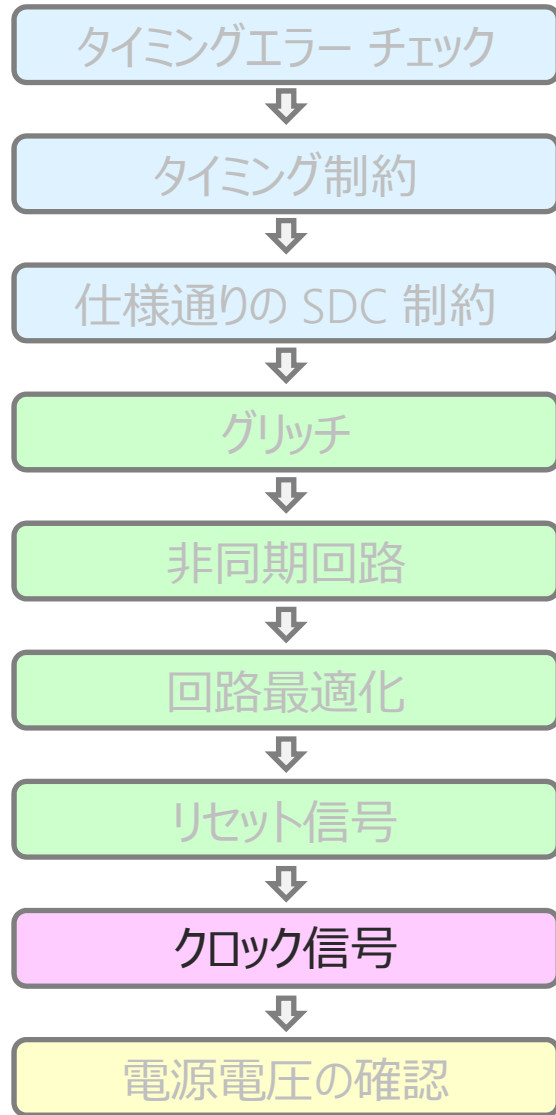 タイミングエラー チェック
タイミング制約
仕様通りの SDC 制約
グリッチ
非同期回路
回路最適化
リセット信号
クロック信号
電源電圧の確認